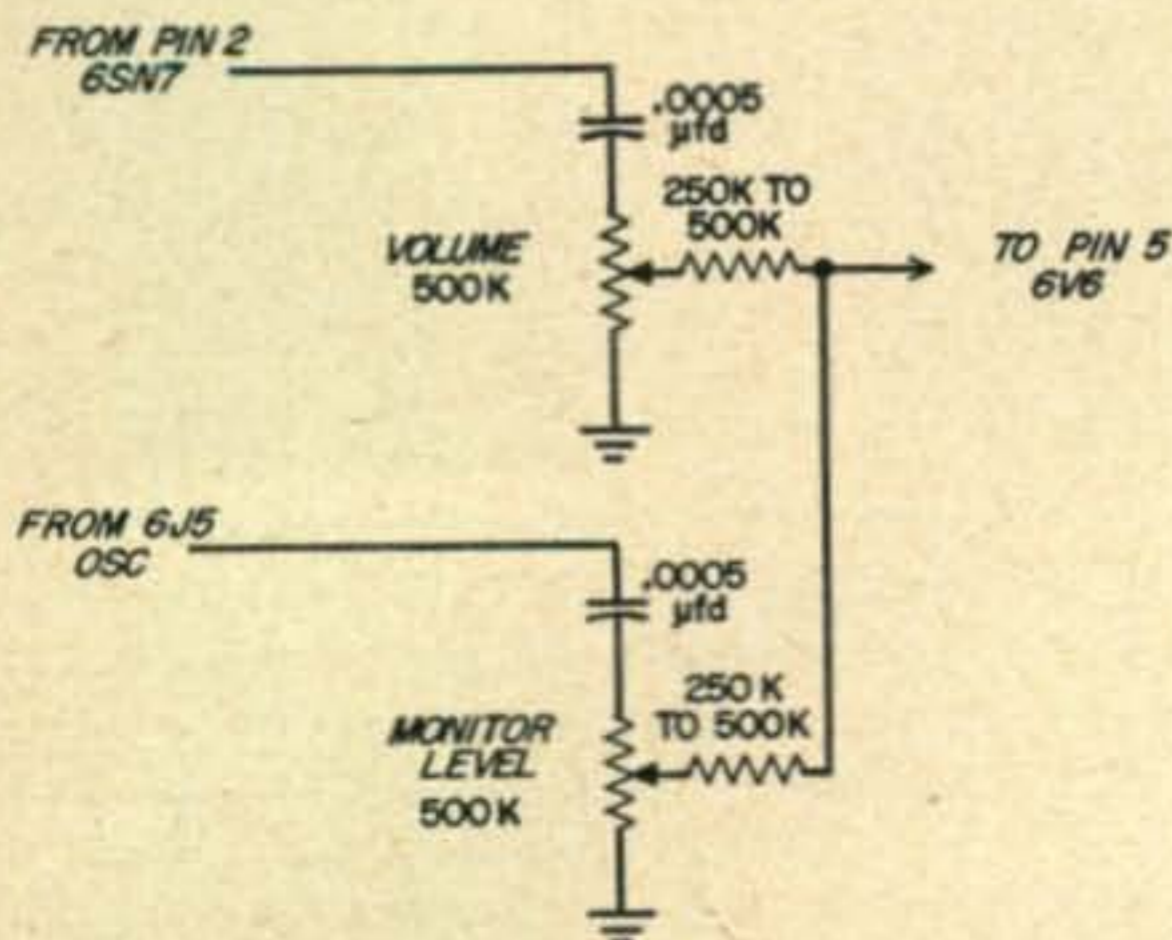 FROM PIN 2
6SN7
.0005
µfd
250K TO
500K
VOLUME
500K
TO PIN 5
6V6
FROM 6J5
OSC
.0005
µfd
250K
TO 500K
MONITOR
LEVEL
500K